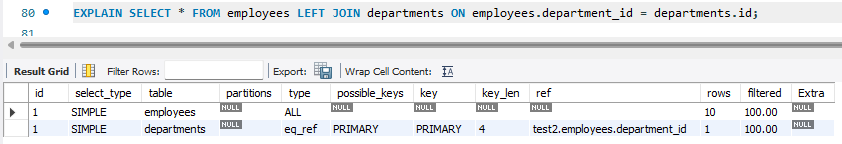 80 EXPLAIN SELECT * FROM employees LEFT JOIN departments ON employees.department_id = departments.id;
81
Result Grid Filter Rows: Export: Wrap Cell Content: IA
id select_type table partitions type possible_keys key key_len ref rows filtered Extra
1 SIMPLE employees NULL ALL NULL NULL NULL NULL 10 100.00 NULL
1 SIMPLE departments NULL eq_ref PRIMARY PRIMARY 4 test2.employees.department_id 1 100.00 NULL